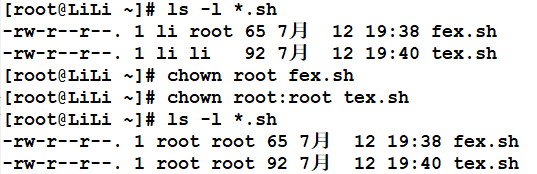 [root@LiLi ~]# ls -l *.sh
-rw-r--r--. 1 li root 65 7月  12 19:38 fex.sh
-rw-r--r--. 1 li li   92 7月  12 19:40 tex.sh
[root@LiLi ~]# chown root fex.sh
[root@LiLi ~]# chown root:root tex.sh
[root@LiLi ~]# ls -l *.sh
-rw-r--r--. 1 root root 65 7月  12 19:38 fex.sh
-rw-r--r--. 1 root root 92 7月  12 19:40 tex.sh